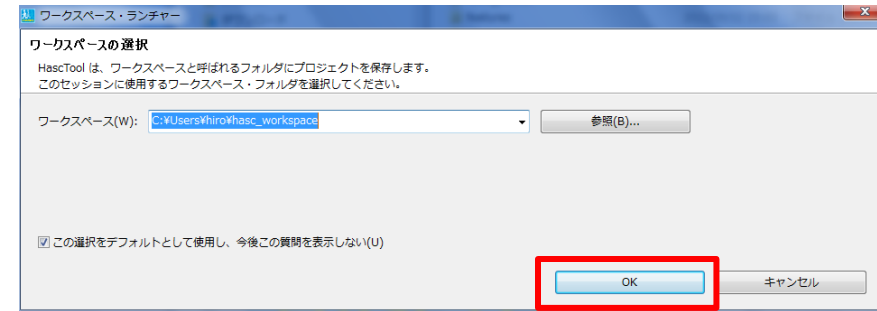 ワークスペース・ランチャー
ワークスペースの選択
HascTool は、ワークスペースと呼ばれるフォルダにプロジェクトを保存します。
このセッションに使用するワークスペース・フォルダを選択してください。
ワークスペース(W): C:¥Users¥hiro¥hasc_workspace 参照(B)...
この選択をデフォルトとして使用し、今後この質問を表示しない(U)
OK キャンセル